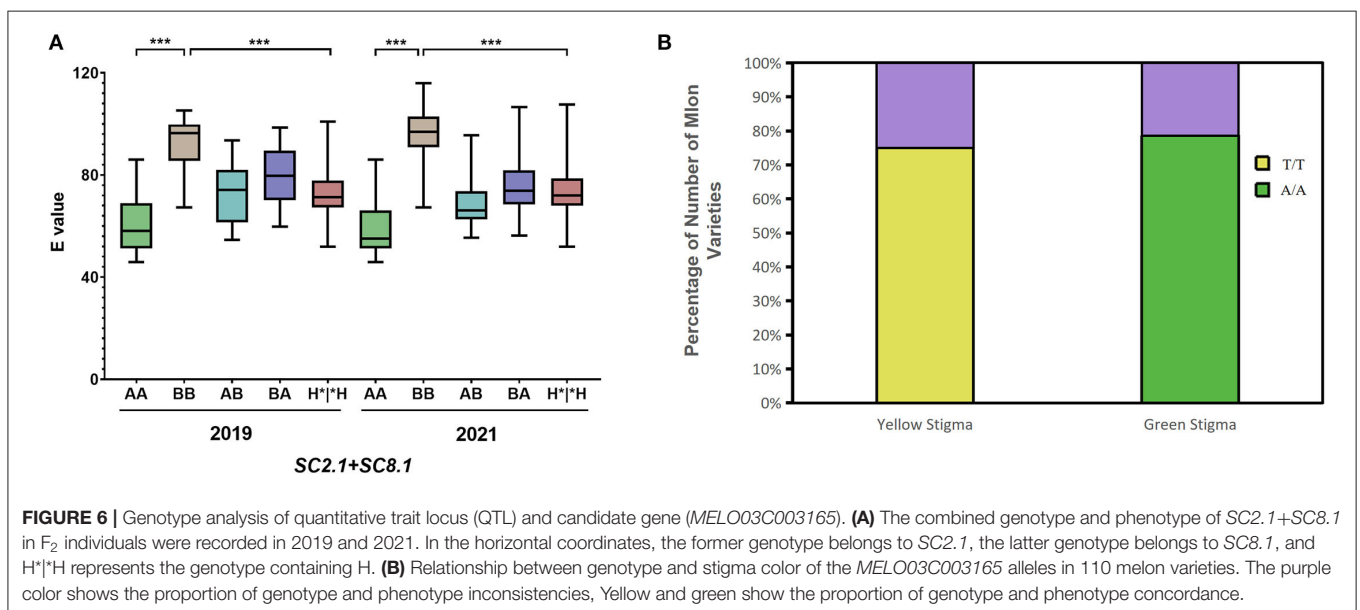 A
*** *** *** ***
120
80
40
0
E value
AA BB AB BA H*|*H AA BB AB BA H*|*H
2019 2021
SC2.1+SC8.1
B
100%
90%
80%
70%
60%
50%
40%
30%
20%
10%
0%
Percentage of Number of Mlon
Varieties
Yellow Stigma Green Stigma
T/T
A/A
FIGURE 6 | Genotype analysis of quantitative trait locus (QTL) and candidate gene (MELO03C003165). (A) The combined genotype and phenotype of SC2.1+SC8.1
in F2 individuals were recorded in 2019 and 2021. In the horizontal coordinates, the former genotype belongs to SC2.1, the latter genotype belongs to SC8.1, and
H*|*H represents the genotype containing H. (B) Relationship between genotype and stigma color of the MELO03C003165 alleles in 110 melon varieties. The purple
color shows the proportion of genotype and phenotype inconsistencies, Yellow and green show the proportion of genotype and phenotype concordance.